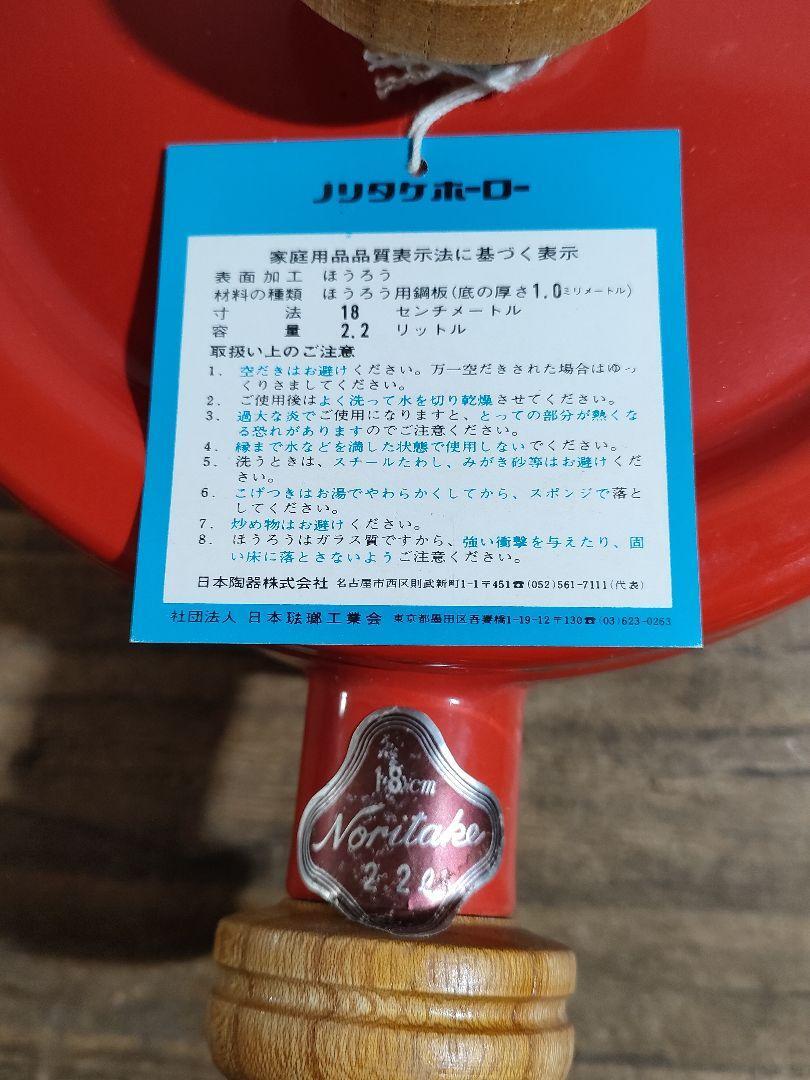 ノリタケホーロー
家庭用品品質表示法に基づく表示
表面加工 ほうろう
材料の種類 ほうろう用鋼板(底の厚さ1.0ミリメートル)
寸法 18 センチメートル
容量 2.2 リットル
取扱い上のご注意
1. 空だきはお避けください。万一空だきされた場合はゆっ
くりさましてください。
2. ご使用後はよく洗って水を切り乾燥させてください。
3. 過大な炎でご使用になりますと、とっての部分が熱くな
る恐れがありますのでご注意ください。
4. 縁まで水などを満した状態で使用しないでください。
5. 洗うときは、スチールたわし、みがき砂等はお避けくだ
さい。
6. こげつきはお湯でやわらかくしてから、スポンジで落と
してください。
7. 炒め物はお避けください。
8. ほうろうはガラス質ですから、強い衝撃を与えたり、固
い床に落とさないようご注意ください。
日本陶器株式会社 名古屋市西区則武新町1-1〒451☎(052)561-7111(代表)
社団法人 日本琺瑯工業会 東京都墨田区吾妻橋1-19-12〒130☎(03)623-0263
18cm
Noritake
2.2ℓ